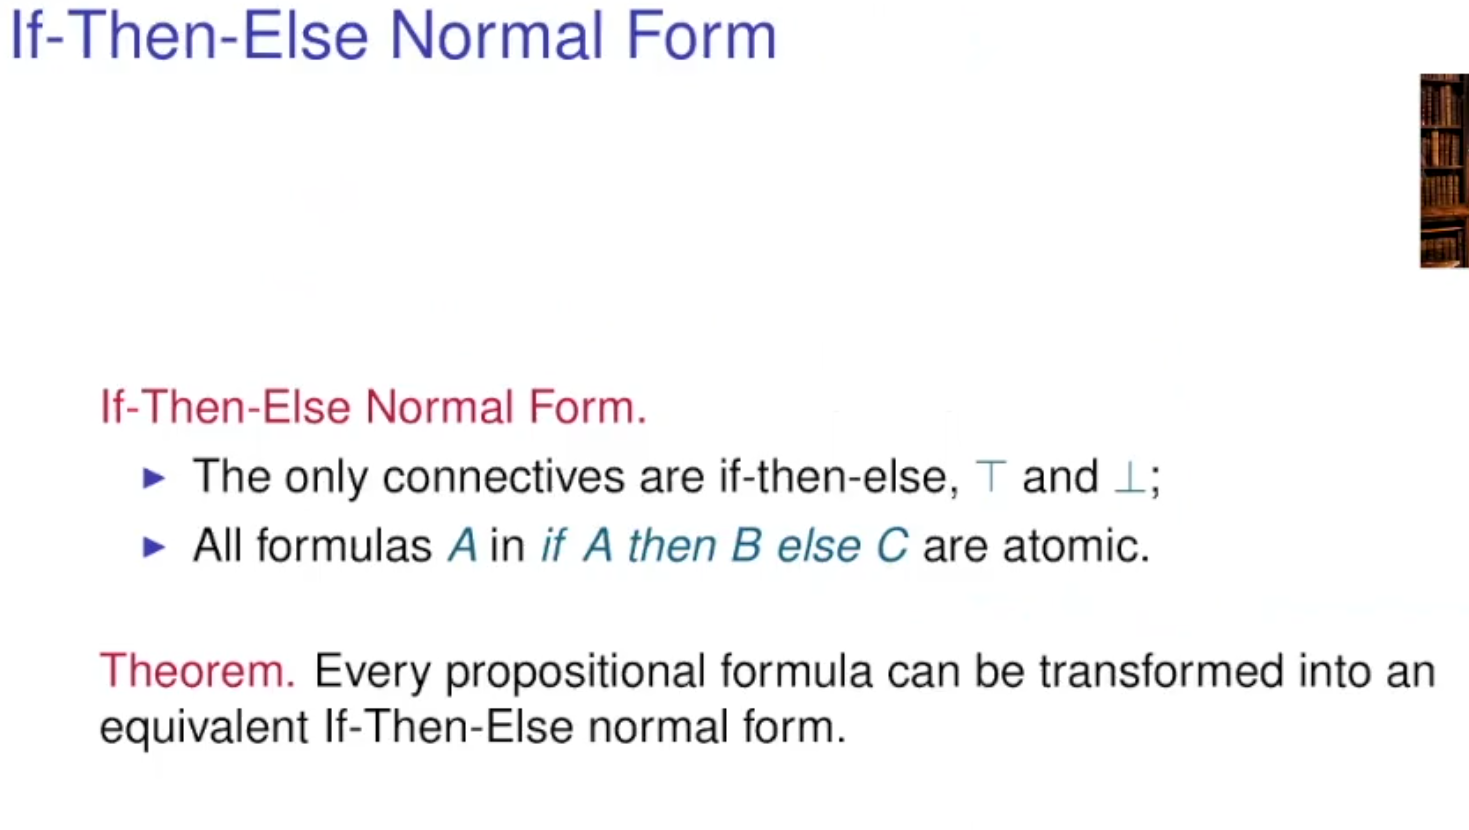 If-Then-Else Normal Form
If-Then-Else Normal Form.
► The only connectives are if-then-else, ⊤ and ⊥;
► All formulas A in if A then B else C are atomic.
Theorem. Every propositional formula can be transformed into an
equivalent If-Then-Else normal form.